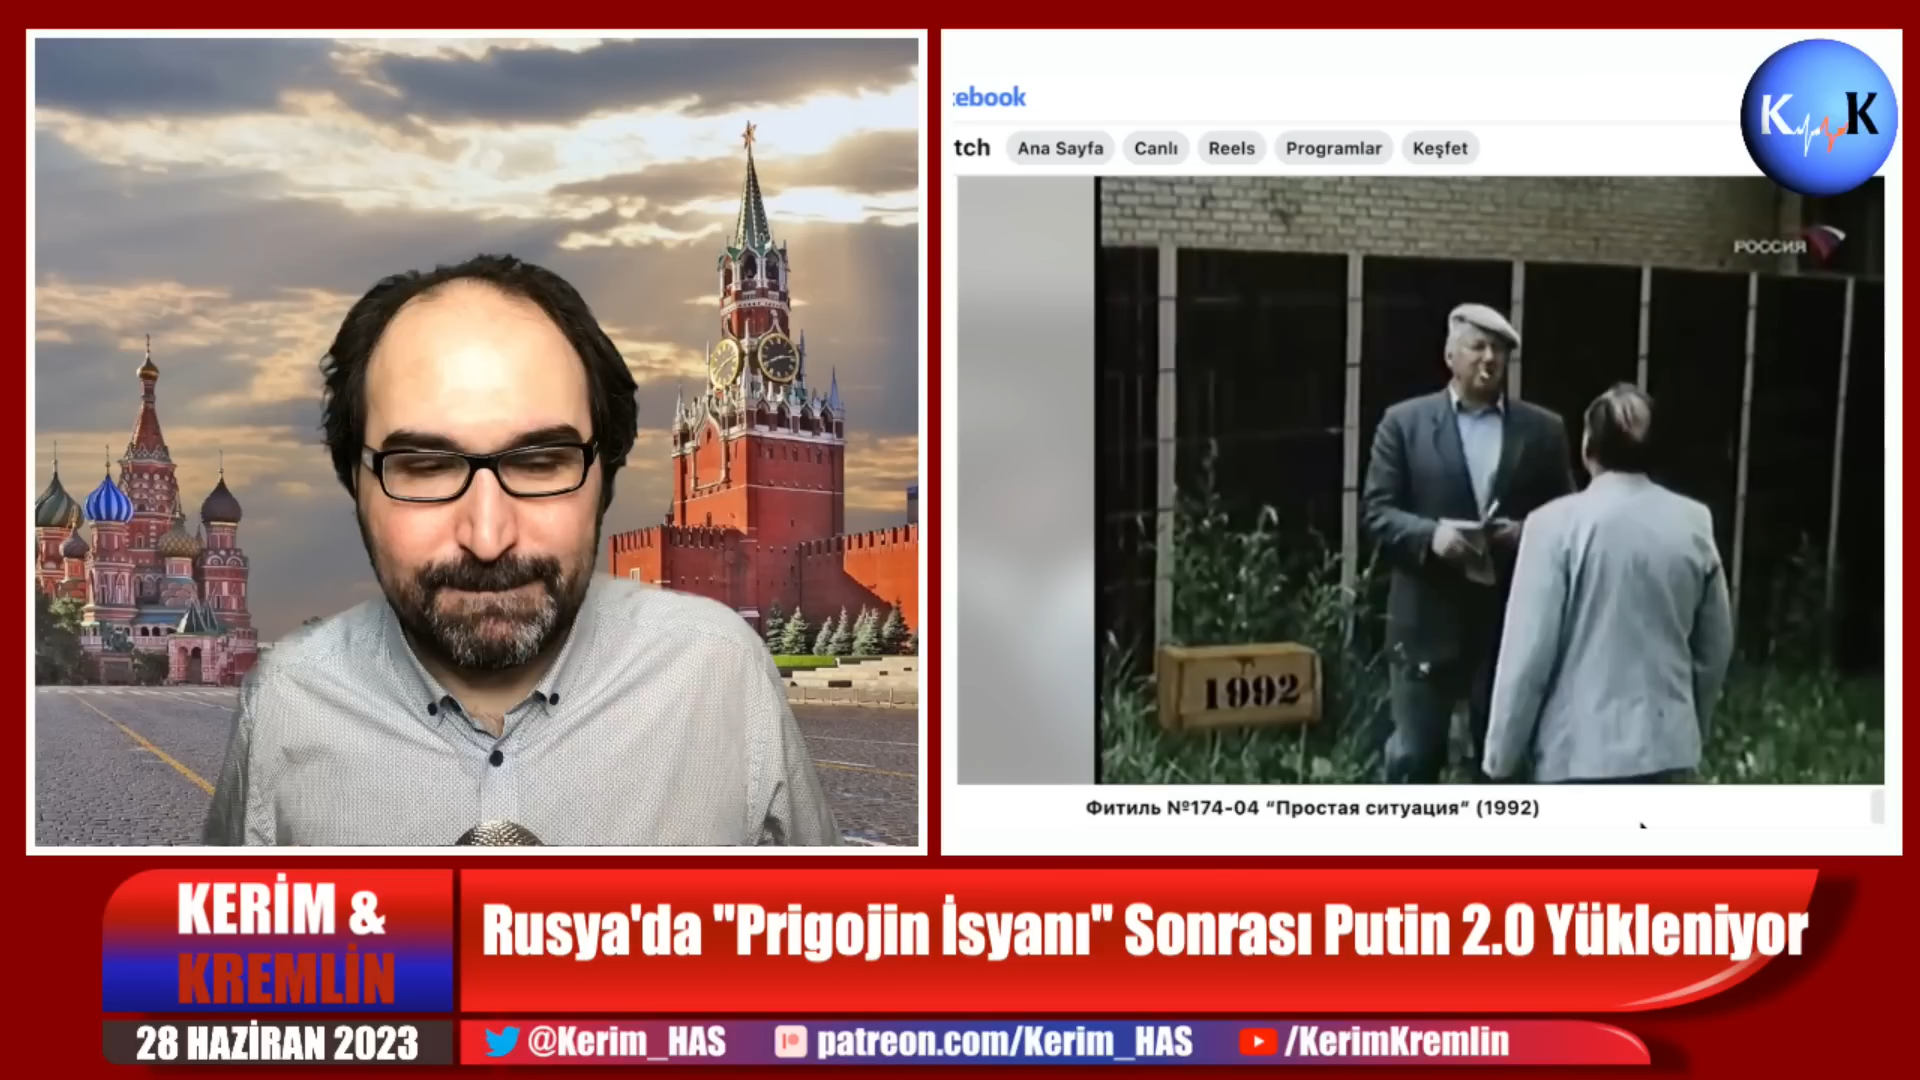 cebook
K K
tch Ana Sayfa Canlı Reels Programlar Keşfet
РОССИЯ
1992
Фитиль №174-04 “Простая ситуация” (1992)
KERİM &
KREMLİN
Rusya'da "Prigojin İsyanı" Sonrası Putin 2.0 Yükleniyor
28 HAZİRAN 2023
@Kerim_HAS patreon.com/Kerim_HAS /KerimKremlin